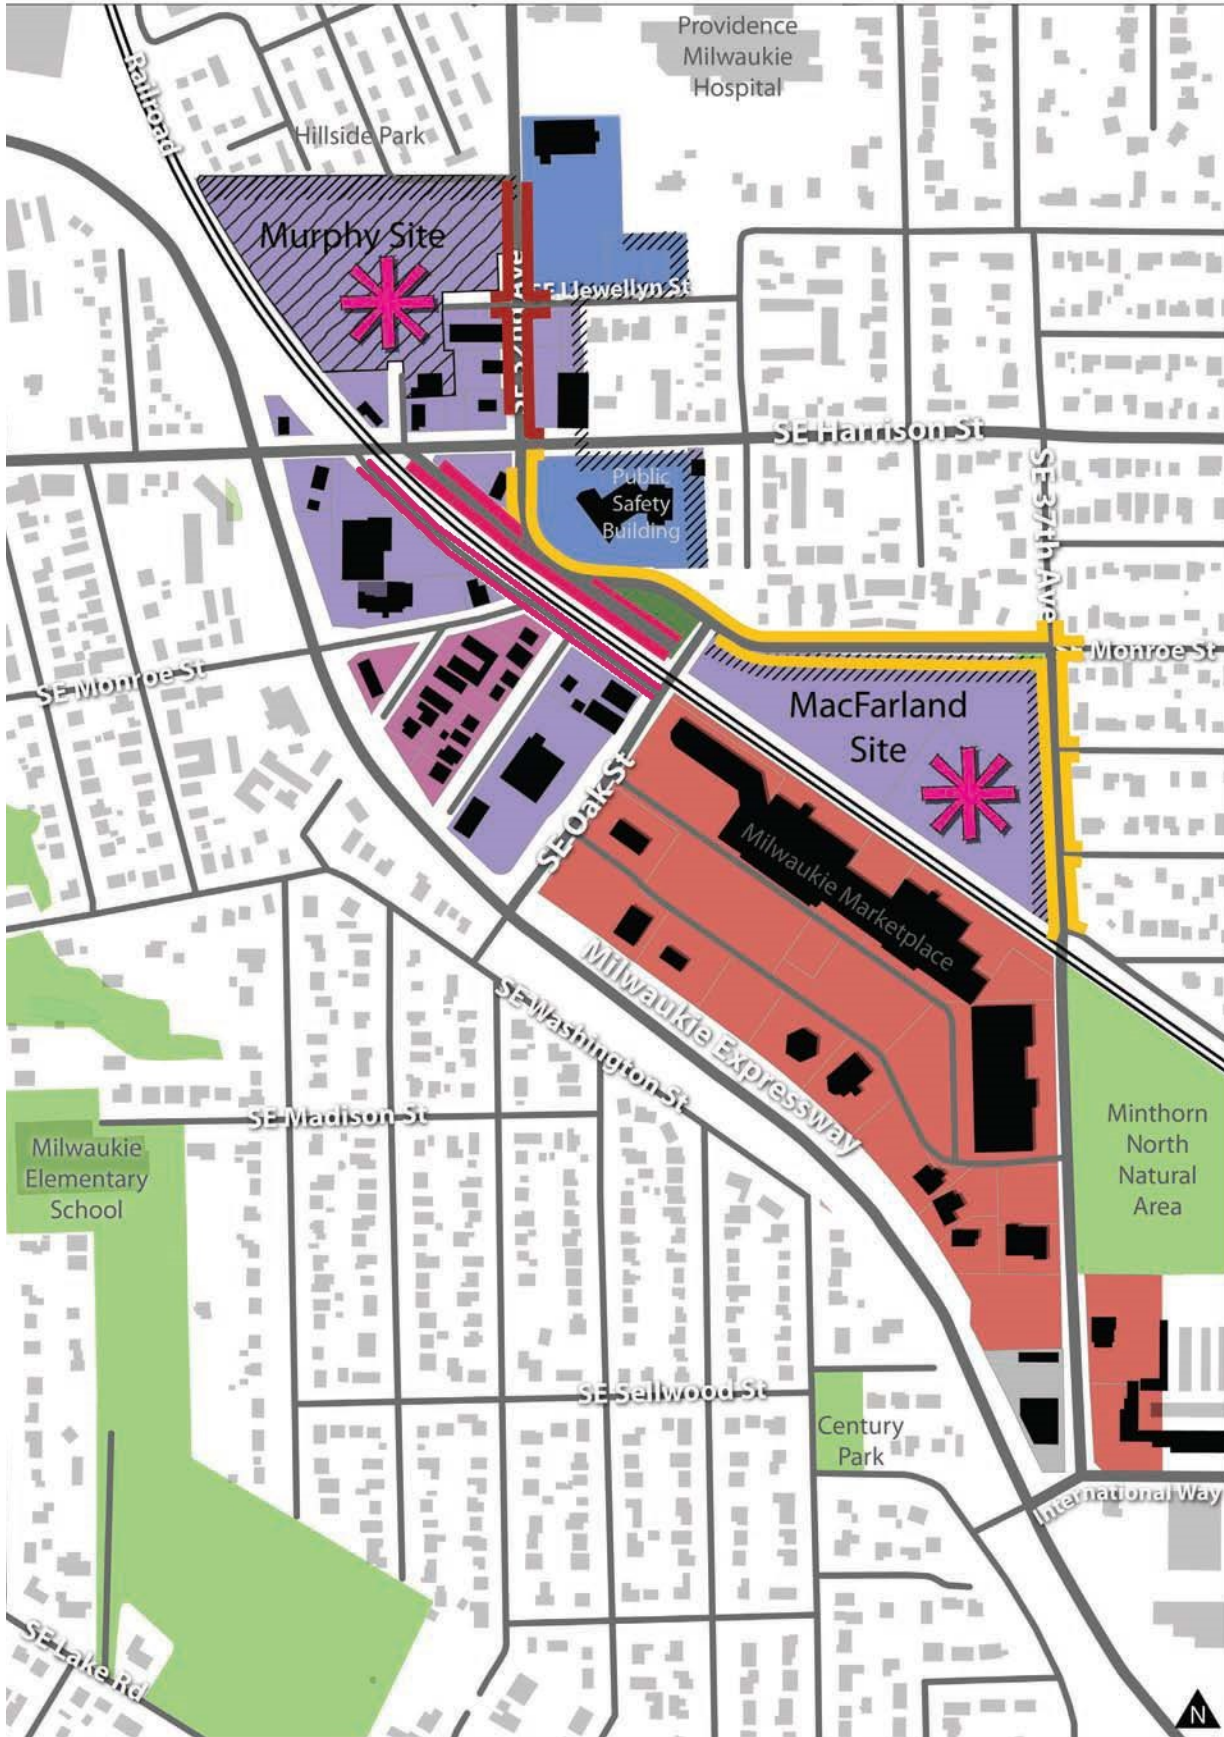 Providence
Milwaukie
Hospital
Railroad
Hillside Park
Murphy Site
SE 32nd Ave
SE Llewellyn St
SE Harrison St
Public
Safety
Building
SE 37th Ave
SE Monroe St
Monroe St
MacFarland
Site
SE Oak St
Milwaukie Marketplace
Milwaukie Expressway
SE Washington St
SE Madison St
Milwaukie
Elementary
School
Minthorn
North
Natural
Area
SE Sellwood St
Century
Park
International Way
SE Lake Rd
N